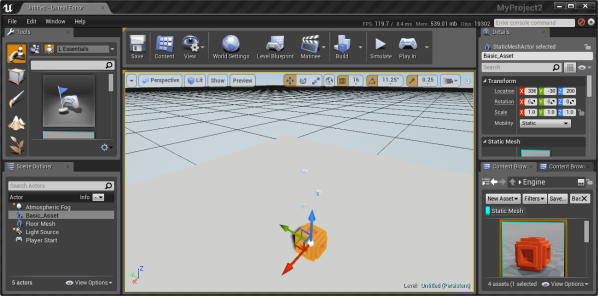 Untitled - Unreal Editor
MyProject2
File Edit Window Help
FPS: 119.7 / 8.4 ms Mem: 539.01 mb Objs: 19302
Enter console command
Tools
Essentials
Save Content View World Settings Level Blueprint Matinee Build Simulate Play In
Details
StaticMeshActor selected
Basic_Asset
Search
Perspective Lit Show Preview 16 11.25° 0.25
Transform
Location X 336 Y -30 Z 200
Rotation X 0 Y 0 Z 0
Scale X 1.0 Y 1.0 Z 1.0
Mobility Static
Static Mesh
Scene Outliner
Search Actors
Actor Info
Atmospheric Fog
Basic_Asset
Floor Mesh
Light Source
Player Start
5 actors View Options
Z
Level: Untitled (Persistent)
Content Brow Content Brow
Engine
New Asset Filters Save... Bac X
Static Mesh
4 assets (1 selected View Options